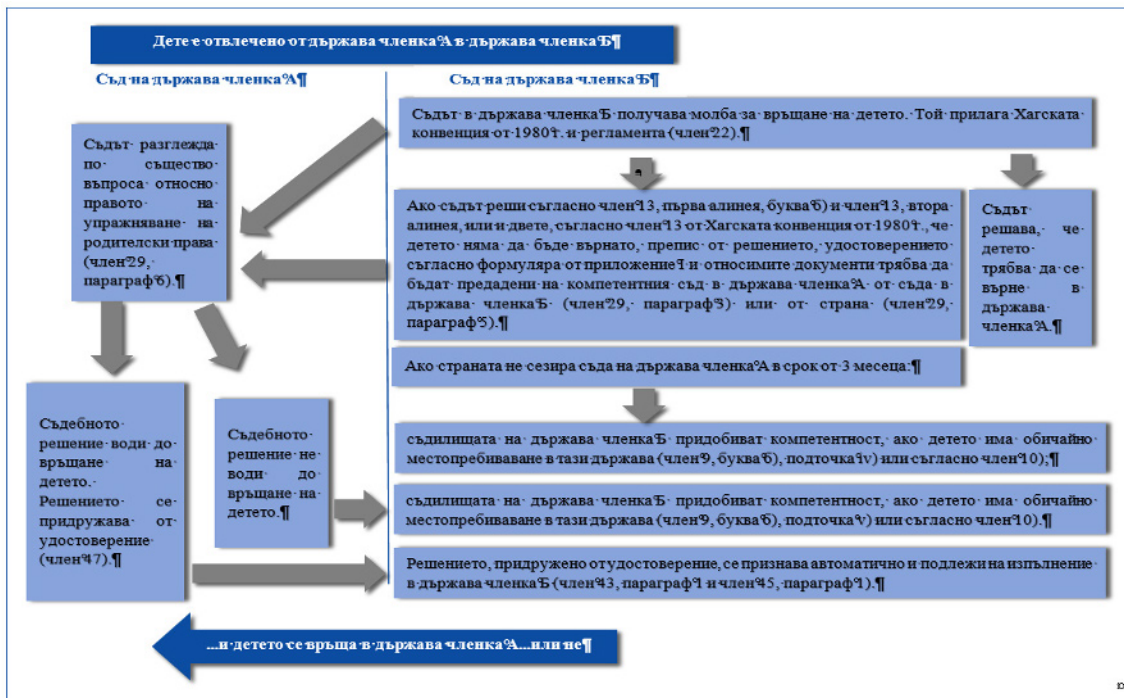 Дете е отвлечено от държава членка°А в държава членка°Б¶
Съд на държава членка°А¶
Съд на държава членка°Б¶
Съдът в държава членка°Б получава молба за връщане на детето. Той прилага Хагската
конвенция от 1980°г. и регламента (член°22).¶
Съдът разглежда
по същество
въпроса относно
правото на
упражняване на
родителски права
(член°29,
параграф°6).¶
Ако съдът реши съгласно член°13, първа алинея, буква°б) и член°13, втора
алинея, или и двете, съгласно член°13 от Хагската конвенция от 1980°г., че
детето няма да бъде върнато, препис от решението, удостоверението
съгласно формуляра от приложение°I и относимите документи трябва да
бъдат предадени на компетентния съд в държава членка°А от съда в
държава членка°Б (член°29, параграф°3) или от страна (член°29,
параграф°5).¶
Съдът
решава, че
детето
трябва да се
върне в
държава
членка°А.¶
Ако страната не сезира съда на държава членка°А в срок от 3 месеца:¶
Съдебното
решение води до
връщане на
детето.
Решението се
придружава от
удостоверение
(член°47).¶
Съдебното
решение не
води до
връщане на
детето.¶
съдилищата на държава членка°Б придобиват компетентност, ако детето има обичайно
местопребиваване в тази държава (член°9, буква°б), подточка°iv) или съгласно член°10);¶
съдилищата на държава членка°Б придобиват компетентност, ако детето има обичайно
местопребиваване в тази държава (член°9, буква°б), подточка°v) или съгласно член°10).¶
Решението, придружено от удостоверение, се признава автоматично и подлежи на изпълнение
в държава членка°Б (член°43, параграф°1 и член°45, параграф°1).¶
...и детето се връща в държава членка°А...или не¶